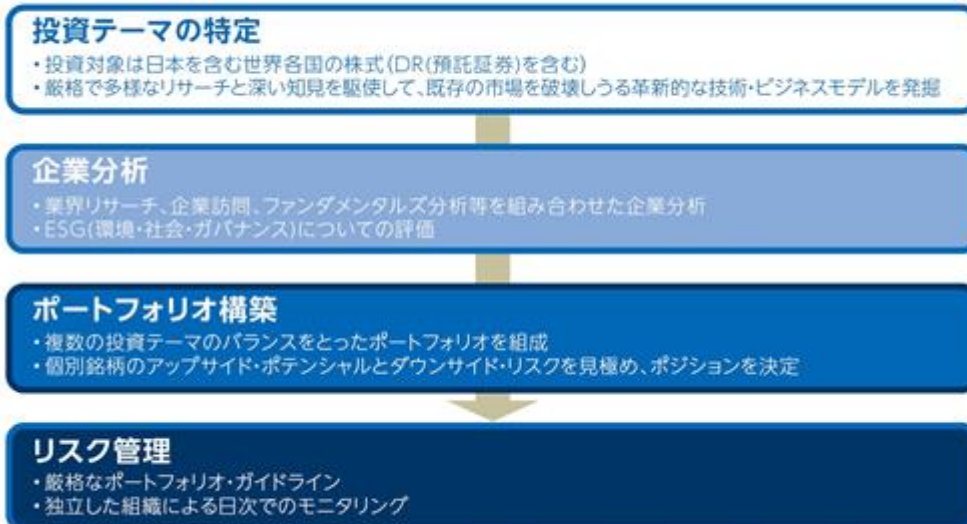 投資テーマの特定
・投資対象は日本を含む世界各国の株式(DR(預託証券)を含む)
・厳格で多様なリサーチと深い知見を駆使して、既存の市場を破壊しうる革新的な技術・ビジネスモデルを発掘
企業分析
・業界リサーチ、企業訪問、ファンダメンタルズ分析等を組み合わせた企業分析
・ESG(環境・社会・ガバナンス)についての評価
ポートフォリオ構築
・複数の投資テーマのバランスをとったポートフォリオを組成
・個別銘柄のアップサイド・ポテンシャルとダウンサイド・リスクを見極め、ポジションを決定
リスク管理
・厳格なポートフォリオ・ガイドライン
・独立した組織による日次でのモニタリング